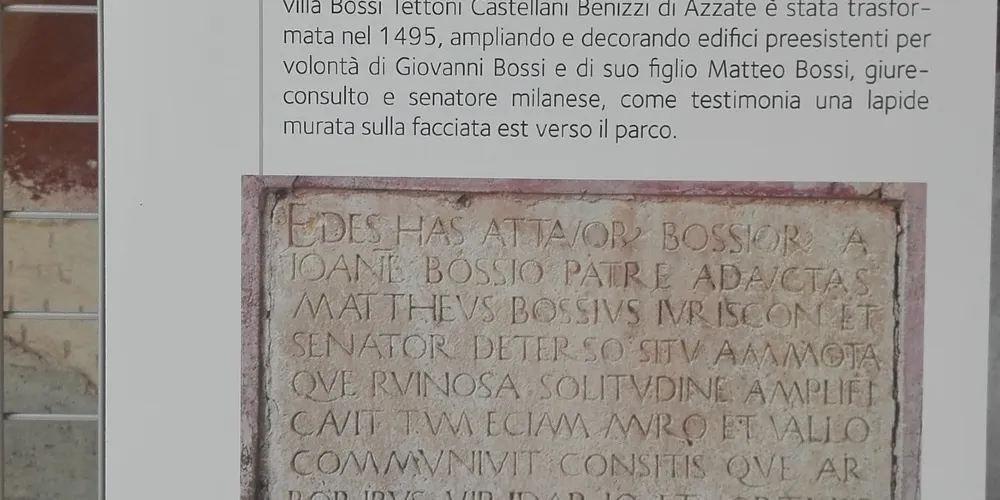 villa Bossi Tettoni Castellani Benizzi di Azzate è stata trasfor-
mata nel 1495, ampliando e decorando edifici preesistenti per
volontà di Giovanni Bossi e di suo figlio Matteo Bossi, giure-
consulto e senatore milanese, come testimonia una lapide
murata sulla facciata est verso il parco.
EDES HAS ATTAVOR BOSSIOR A
IOANE BOSSIO PATRE ADAVCTAS
MATTHEVS BOSSIVS IVRISCON ET
SENATOR DETERSO SITV AMMOTA
QVE RVINOSA SOLITVDINE AMPLIFI
CAVIT TVM ECIAM MVRO ET VALLO
COMMVNIVIT CONSITIS QVE AR
BORIBVS VIRIDARIO ET